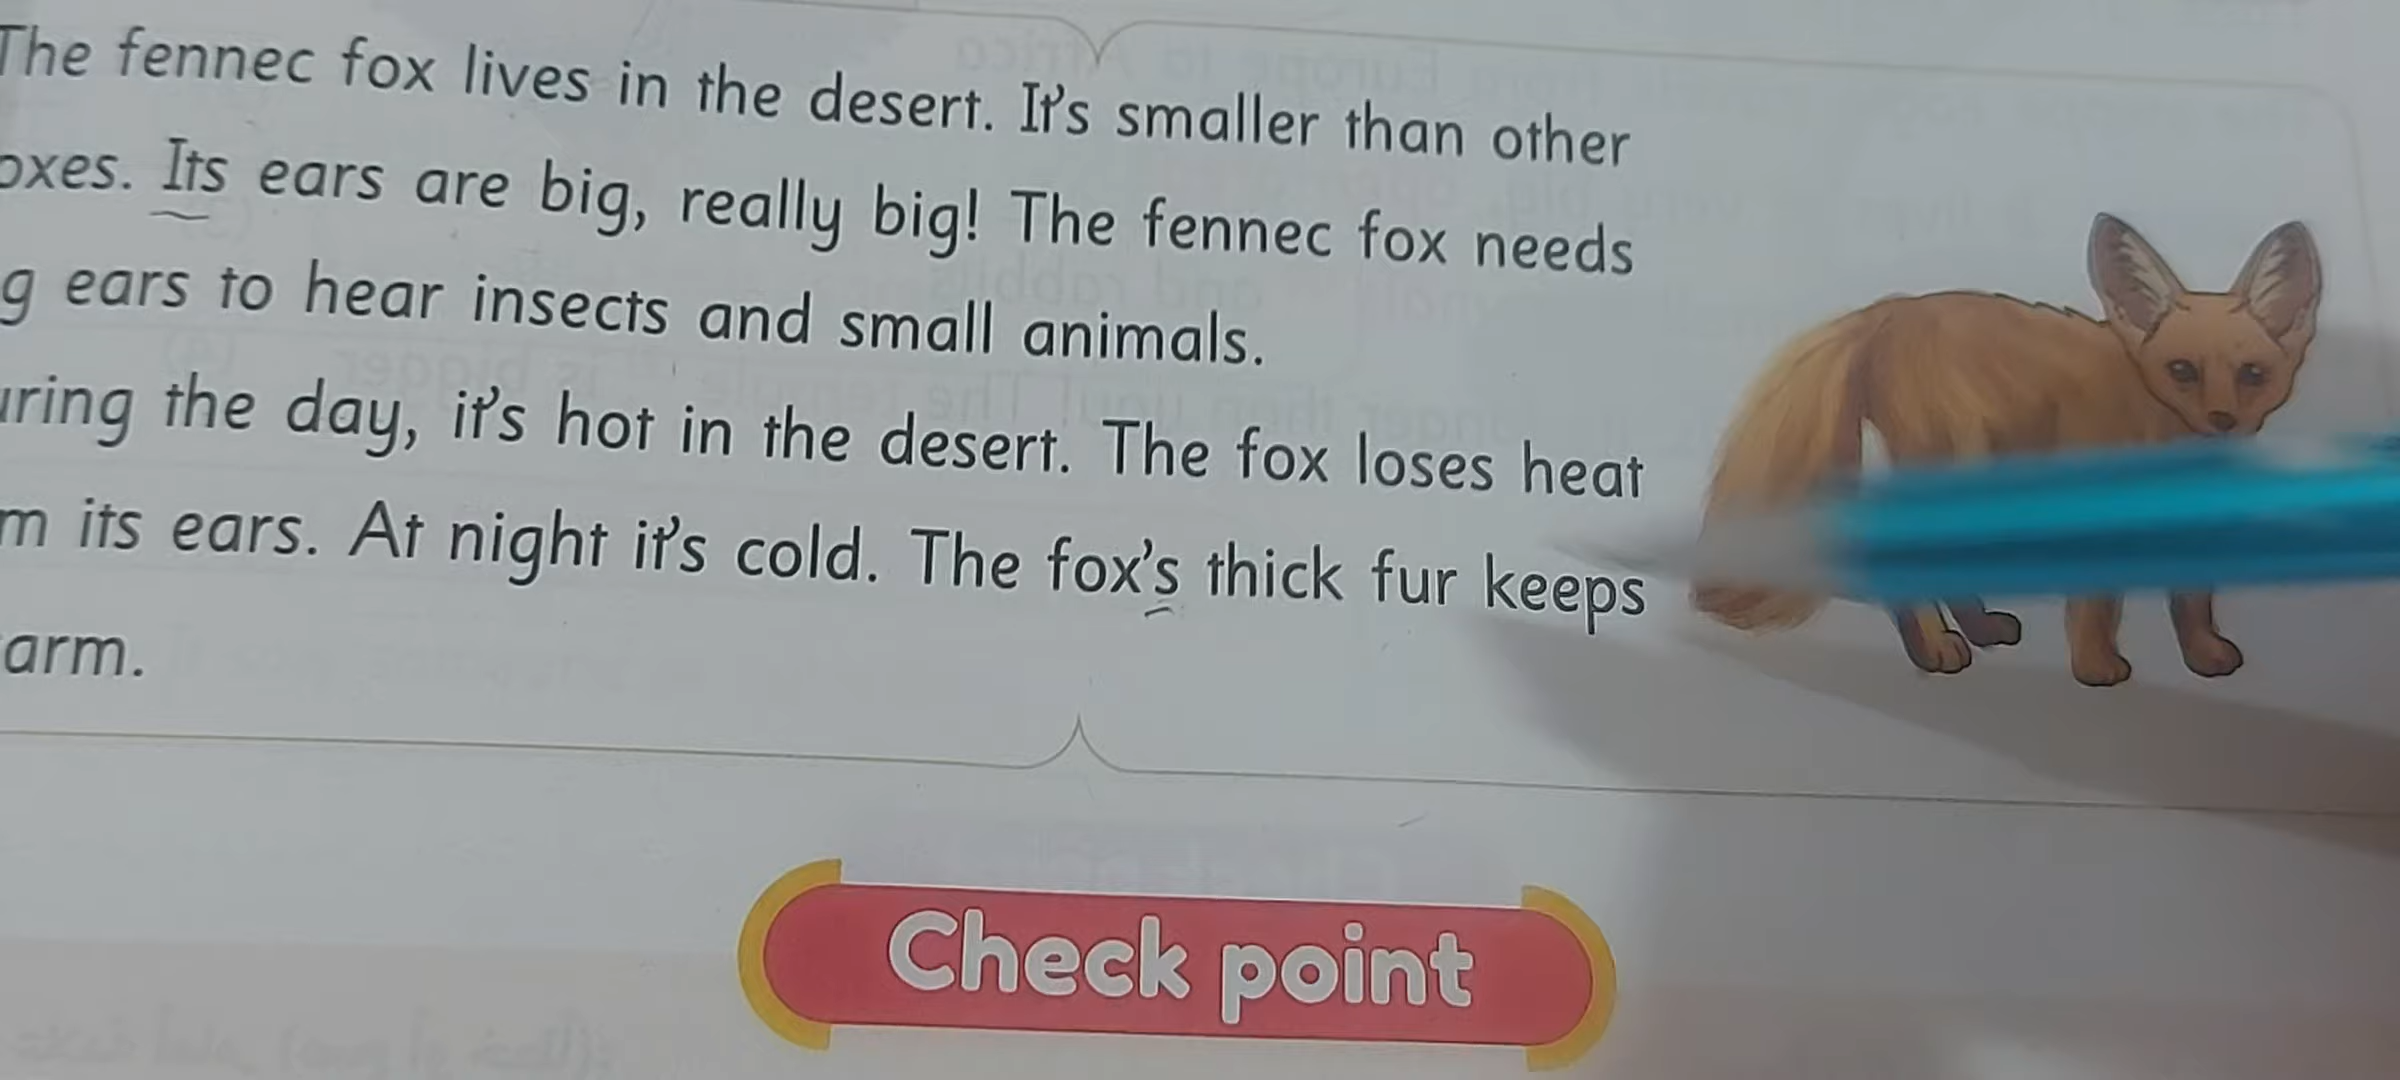 The fennec fox lives in the desert. It's smaller than other
oxes. Its ears are big, really big! The fennec fox needs
g ears to hear insects and small animals.
uring the day, it's hot in the desert. The fox loses heat
m its ears. At night it's cold. The fox's thick fur keeps
arm.
Check point